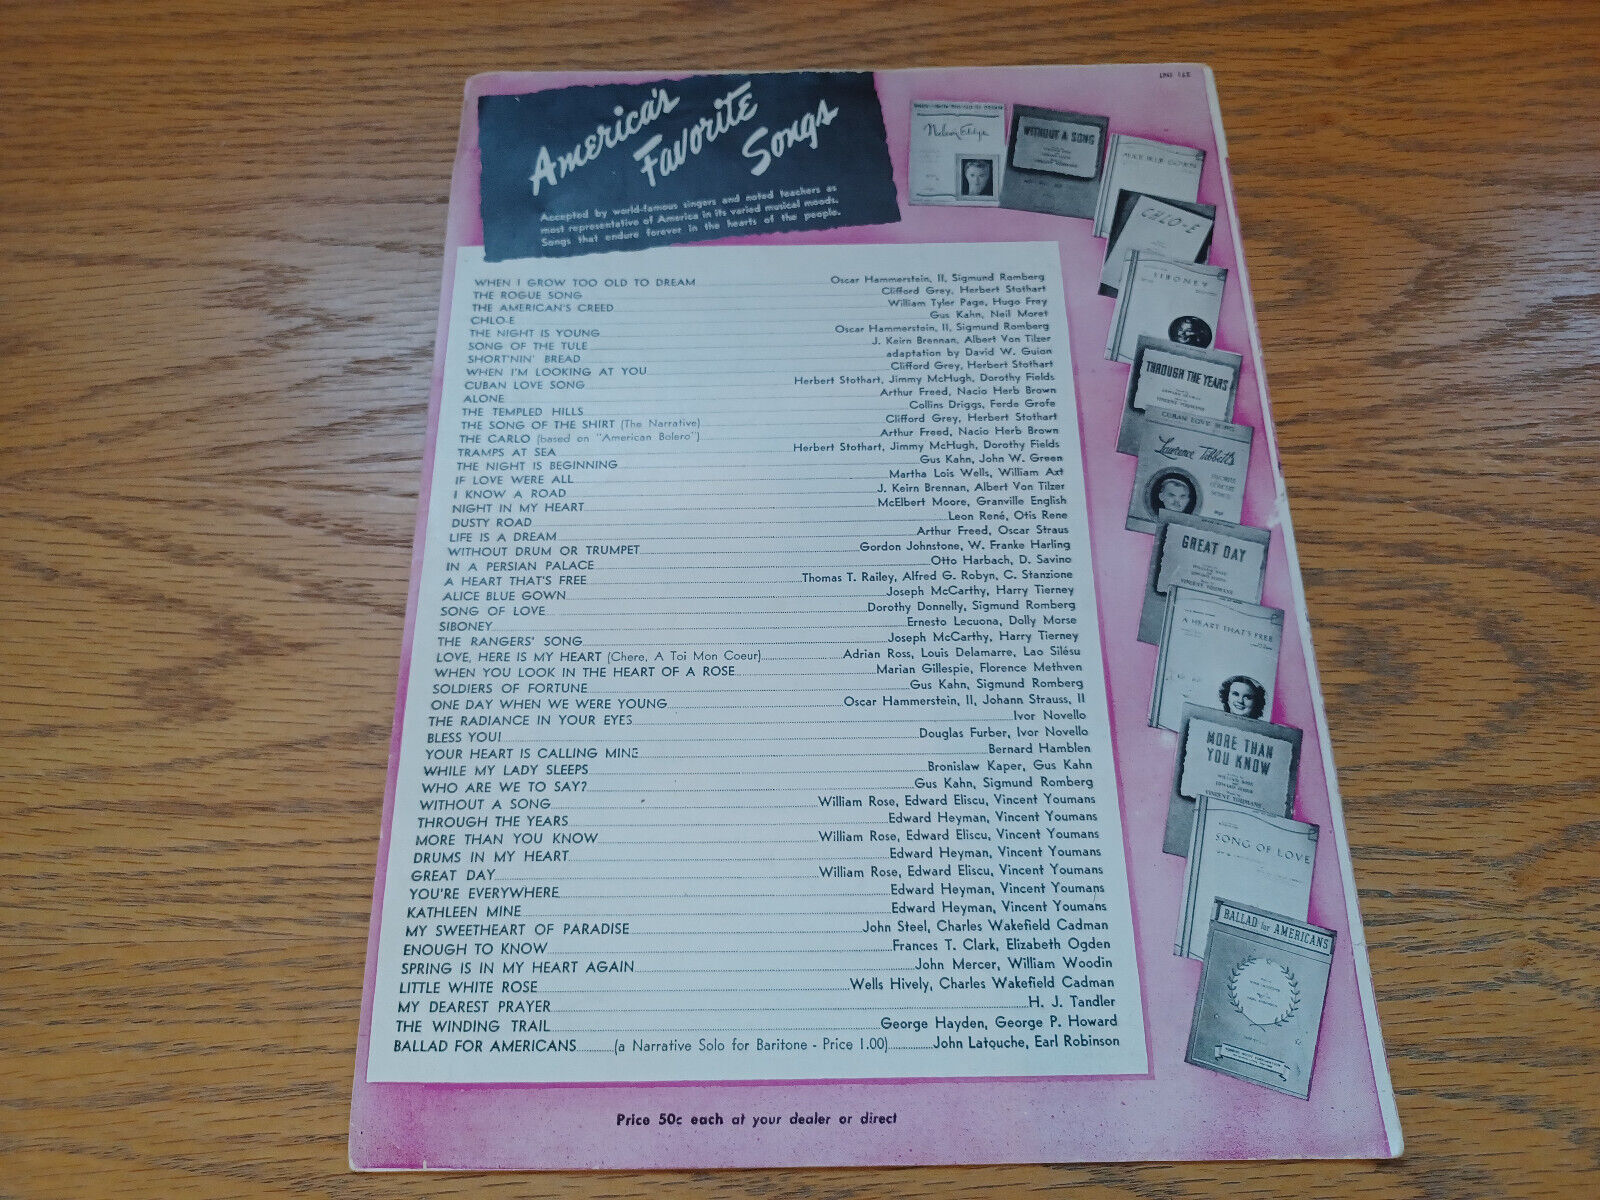 America's
Favorite
Songs
Accepted by world-famous singers and noted teachers as
most representative of America in its varied musical moods.
Songs that endure forever in the hearts of the people.
WHEN I GROW TOO OLD TO DREAM Oscar Hammerstein, II, Sigmund Romberg
THE ROGUE SONG Clifford Grey, Herbert Stothart
THE AMERICAN'S CREED William Tyler Page, Hugo Frey
CHLO-E Gus Kahn, Neil Moret
THE NIGHT IS YOUNG Oscar Hammerstein, II, Sigmund Romberg
SONG OF THE TULE J. Keirn Brennan, Albert Von Tilzer
SHORT'NIN' BREAD adaptation by David W. Guion
WHEN I'M LOOKING AT YOU Clifford Grey, Herbert Stothart
CUBAN LOVE SONG Herbert Stothart, Jimmy McHugh, Dorothy Fields
ALONE Arthur Freed, Nacio Herb Brown
THE TEMPLED HILLS Collins Driggs, Ferde Grofe
THE SONG OF THE SHIRT (The Narrative) Clifford Grey, Herbert Stothart
THE CARLO (based on "American Bolero") Arthur Freed, Nacio Herb Brown
TRAMPS AT SEA Herbert Stothart, Jimmy McHugh, Dorothy Fields
THE NIGHT IS BEGINNING Gus Kahn, John W. Green
IF LOVE WERE ALL Martha Lois Wells, William Axt
I KNOW A ROAD J. Keirn Brennan, Albert Von Tilzer
NIGHT IN MY HEART McElbert Moore, Granville English
DUSTY ROAD Leon René, Otis Rene
LIFE IS A DREAM Arthur Freed, Oscar Straus
WITHOUT DRUM OR TRUMPET Gordon Johnstone, W. Franke Harling
IN A PERSIAN PALACE Otto Harbach, D. Savino
A HEART THAT'S FREE Thomas T. Railey, Alfred G. Robyn, C. Stanzione
ALICE BLUE GOWN Joseph McCarthy, Harry Tierney
SONG OF LOVE Dorothy Donnelly, Sigmund Romberg
SIBONEY Ernesto Lecuona, Dolly Morse
THE RANGERS' SONG Joseph McCarthy, Harry Tierney
LOVE, HERE IS MY HEART (Chere, A Toi Mon Coeur) Adrian Ross, Louis Delamarre, Lao Silésu
WHEN YOU LOOK IN THE HEART OF A ROSE Marian Gillespie, Florence Methven
SOLDIERS OF FORTUNE Gus Kahn, Sigmund Romberg
ONE DAY WHEN WE WERE YOUNG Oscar Hammerstein, II, Johann Strauss, II
THE RADIANCE IN YOUR EYES Ivor Novello
BLESS YOU! Douglas Furber, Ivor Novello
YOUR HEART IS CALLING MINE Bernard Hamblen
WHILE MY LADY SLEEPS Bronislaw Kaper, Gus Kahn
WHO ARE WE TO SAY? Gus Kahn, Sigmund Romberg
WITHOUT A SONG William Rose, Edward Eliscu, Vincent Youmans
THROUGH THE YEARS Edward Heyman, Vincent Youmans
MORE THAN YOU KNOW William Rose, Edward Eliscu, Vincent Youmans
DRUMS IN MY HEART Edward Heyman, Vincent Youmans
GREAT DAY William Rose, Edward Eliscu, Vincent Youmans
YOU'RE EVERYWHERE Edward Heyman, Vincent Youmans
KATHLEEN MINE Edward Heyman, Vincent Youmans
MY SWEETHEART OF PARADISE John Steel, Charles Wakefield Cadman
ENOUGH TO KNOW Frances T. Clark, Elizabeth Ogden
SPRING IS IN MY HEART AGAIN John Mercer, William Woodin
LITTLE WHITE ROSE Wells Hively, Charles Wakefield Cadman
MY DEAREST PRAYER H. J. Tandler
THE WINDING TRAIL George Hayden, George P. Howard
BALLAD FOR AMERICANS (a Narrative Solo for Baritone - Price 1.00) John Latouche, Earl Robinson
Price 50c each at your dealer or direct
Nelson Eddy
WITHOUT A SONG
ALICE BLUE GOWN
CHLO-E
SIBONEY
THROUGH THE YEARS
VINCENT YOUMANS
CUBAN LOVE SONG
Lawrence Tibbett's
FAVORITE
CONCERT
SONGS
GREAT DAY
VINCENT YOUMANS
A HEART THAT'S FREE
MORE THAN
YOU KNOW
VINCENT YOUMANS
SONG OF LOVE
BALLAD for AMERICANS